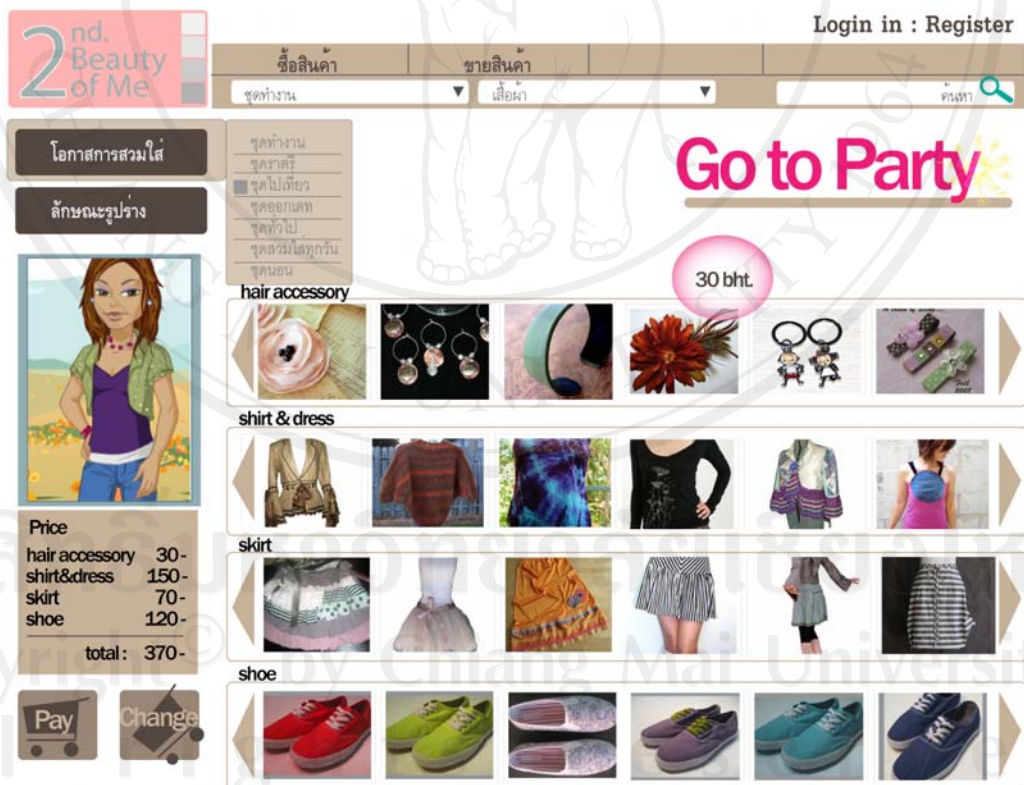 2nd.
Beauty
of Me
Login in : Register
ซื้อสินค้า
ขายสินค้า
ชุดทำงาน
เสื้อผ้า
ค้นหา
โอกาสการสวมใส่
ลักษณะรูปร่าง
ชุดทำงาน
ชุดราตรี
ชุดไปเที่ยว
ชุดออกเดท
ชุดทั่วไป
ชุดสวมใส่ทุกวัน
ชุดนอน
Go to Party
30 bht.
hair accessory
shirt & dress
skirt
shoe
Price
hair accessory 30-
shirt&dress 150-
skirt 70-
shoe 120-
total : 370-
Pay
Change
by Chiang Mai Universi